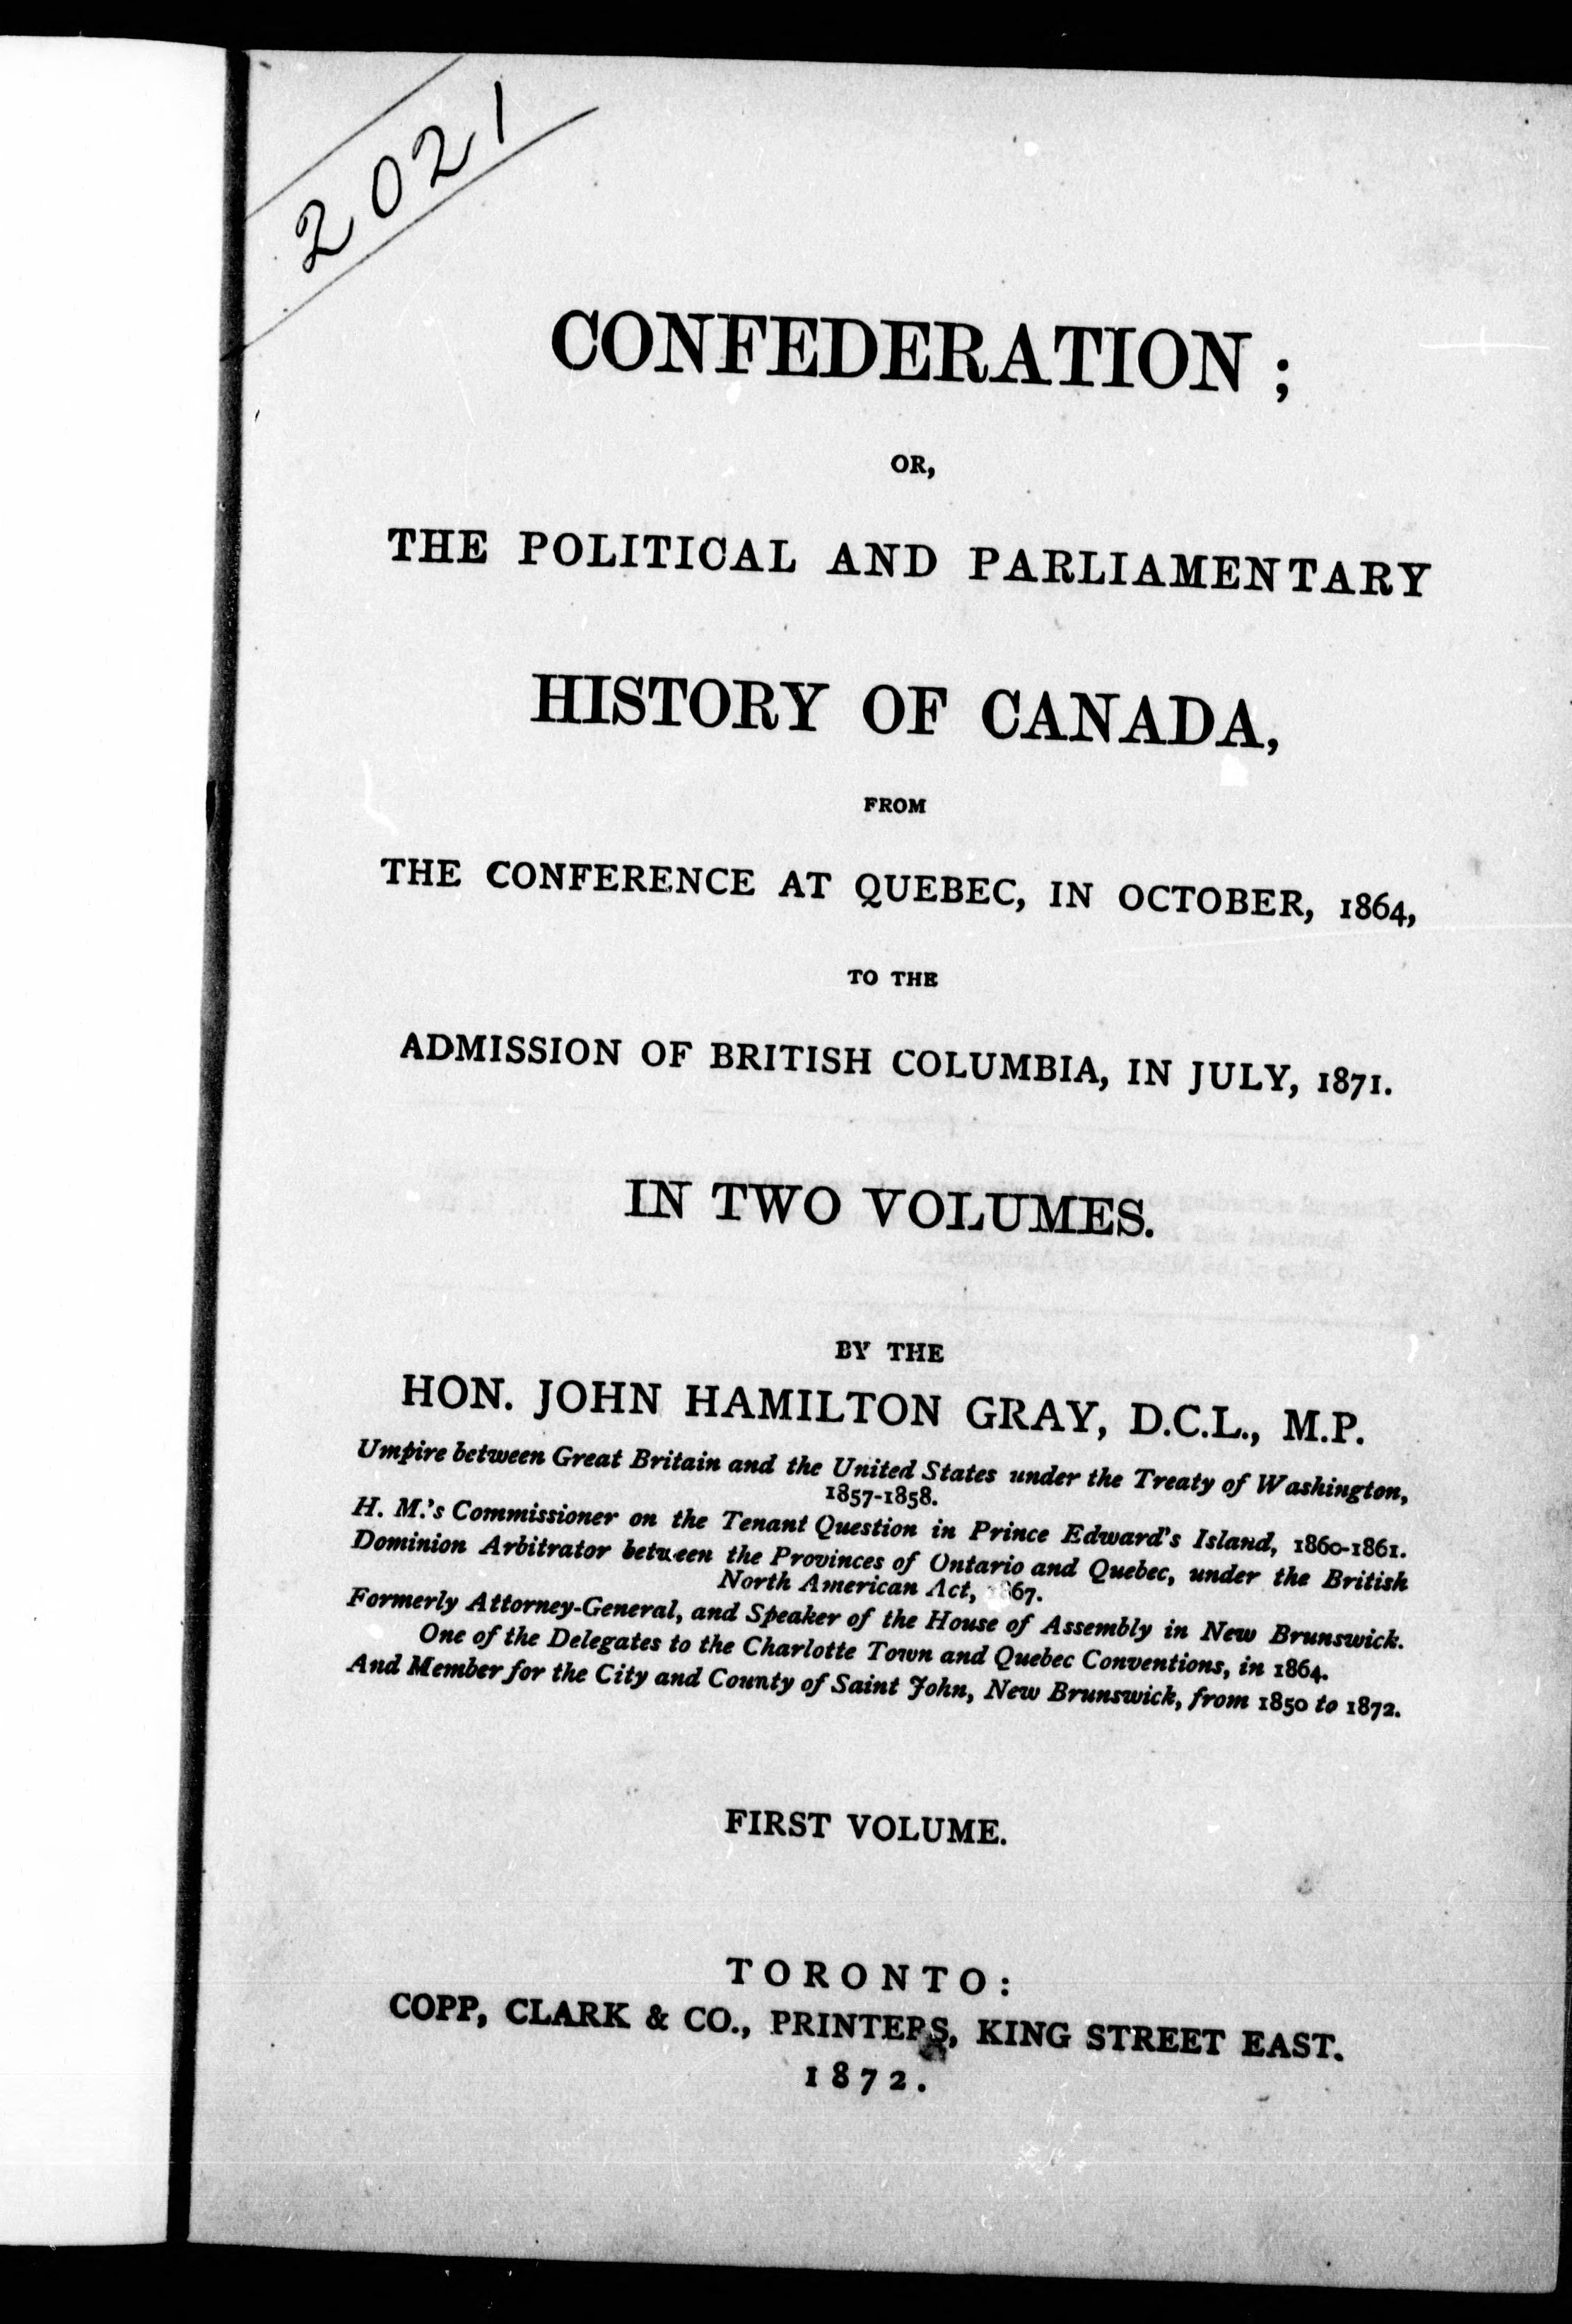 2021
CONFEDERATION;
OR,
THE POLITICAL AND PARLIAMENTARY
HISTORY OF CANADA,
FROM
THE CONFERENCE AT QUEBEC, IN OCTOBER, 1864,
TO THE
ADMISSION OF BRITISH COLUMBIA, IN JULY, 1871.
IN TWO VOLUMES.
BY THE
HON. JOHN HAMILTON GRAY, D.C.L., M.P.
Umpire between Great Britain and the United States under the Treaty of Washington,
1857-1858.
H. M.'s Commissioner on the Tenant Question in Prince Edward's Island, 1860-1861.
Dominion Arbitrator between the Provinces of Ontario and Quebec, under the British
North American Act, 1867.
Formerly Attorney-General, and Speaker of the House of Assembly in New Brunswick.
One of the Delegates to the Charlotte Town and Quebec Conventions, in 1864.
And Member for the City and County of Saint John, New Brunswick, from 1850 to 1872.
FIRST VOLUME.
TORONTO:
COPP, CLARK & CO., PRINTERS, KING STREET EAST.
1872.